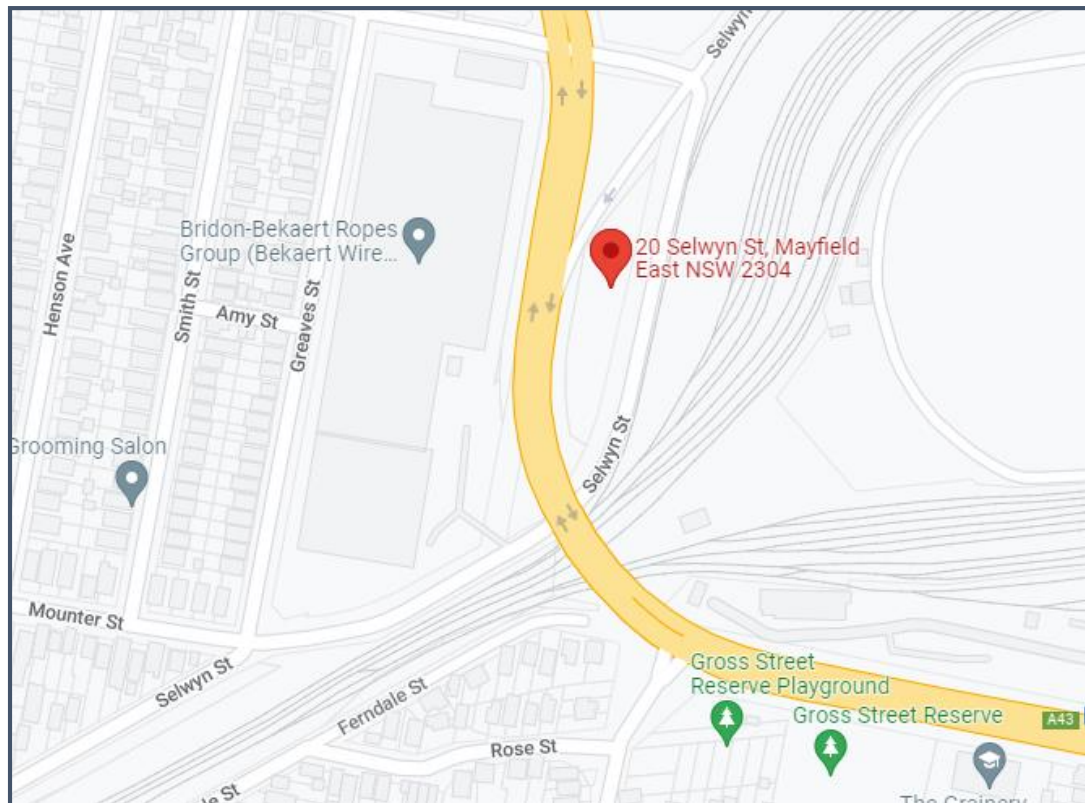 Selwyn St
Bridon-Bekaert Ropes
Group (Bekaert Wire...
20 Selwyn St, Mayfield
East NSW 2304
Henson Ave
Smith St
Amy St
Greaves St
Grooming Salon
Selwyn St
Mounter St
Selwyn St
Ferndale St
Rose St
Gross Street
Reserve Playground
Gross Street Reserve
A43